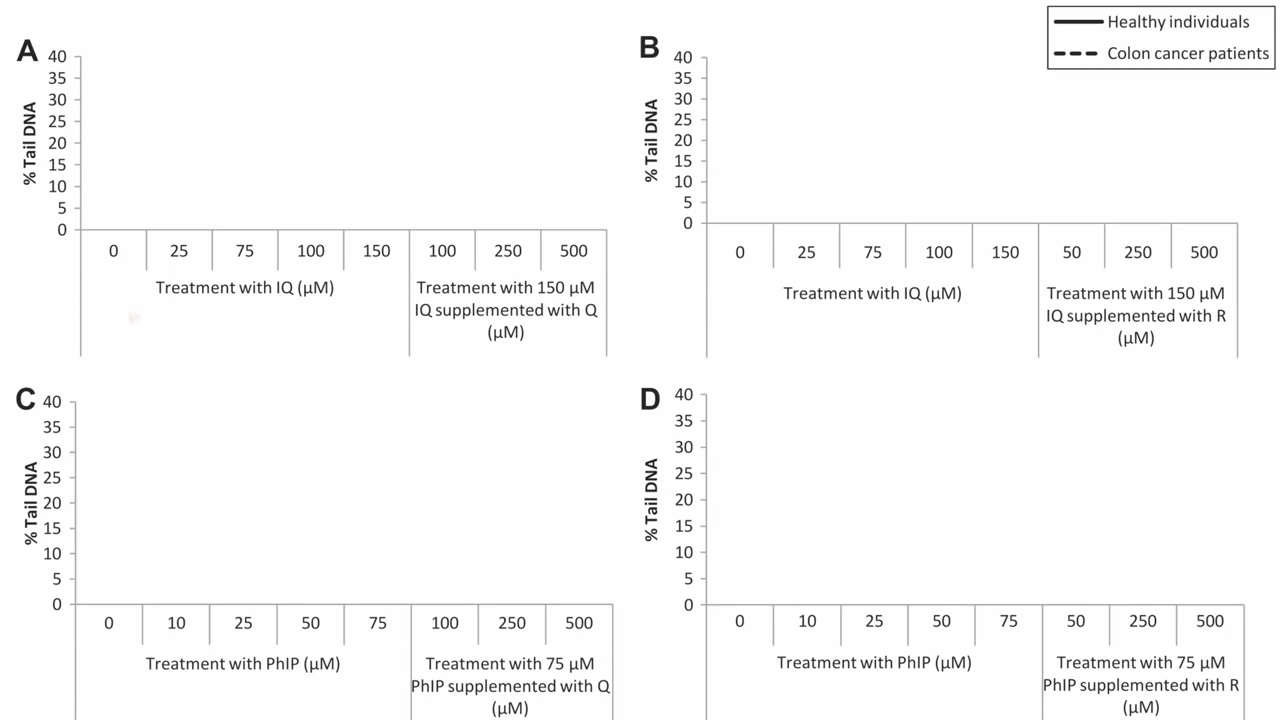 Healthy individuals
Colon cancer patients
A
40
35
30
25
20
15
10
5
0
% Tail DNA
0 25 75 100 150 100 250 500
Treatment with IQ (µM)
Treatment with 150 µM
IQ supplemented with Q
(µM)
B
40
35
30
25
20
15
10
5
0
% Tail DNA
0 25 75 100 150 50 250 500
Treatment with IQ (µM)
Treatment with 150 µM
IQ supplemented with R
(µM)
C
40
35
30
25
20
15
10
5
0
% Tail DNA
0 10 25 50 75 100 250 500
Treatment with PhIP (µM)
Treatment with 75 µM
PhIP supplemented with Q
(µM)
D
40
35
30
25
20
15
10
5
0
% Tail DNA
0 10 25 50 75 50 250 500
Treatment with PhIP (µM)
Treatment with 75 µM
PhIP supplemented with R
(µM)